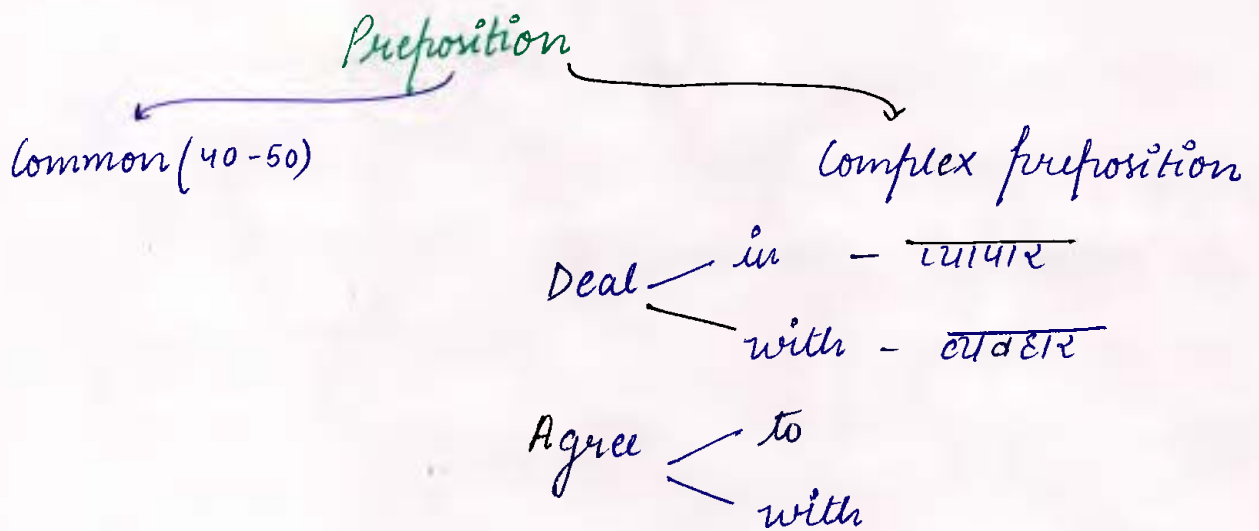 Preposition
Common (40-50)
Complex preposition
Deal in - व्यापार
with - व्यवहार
Agree to
with